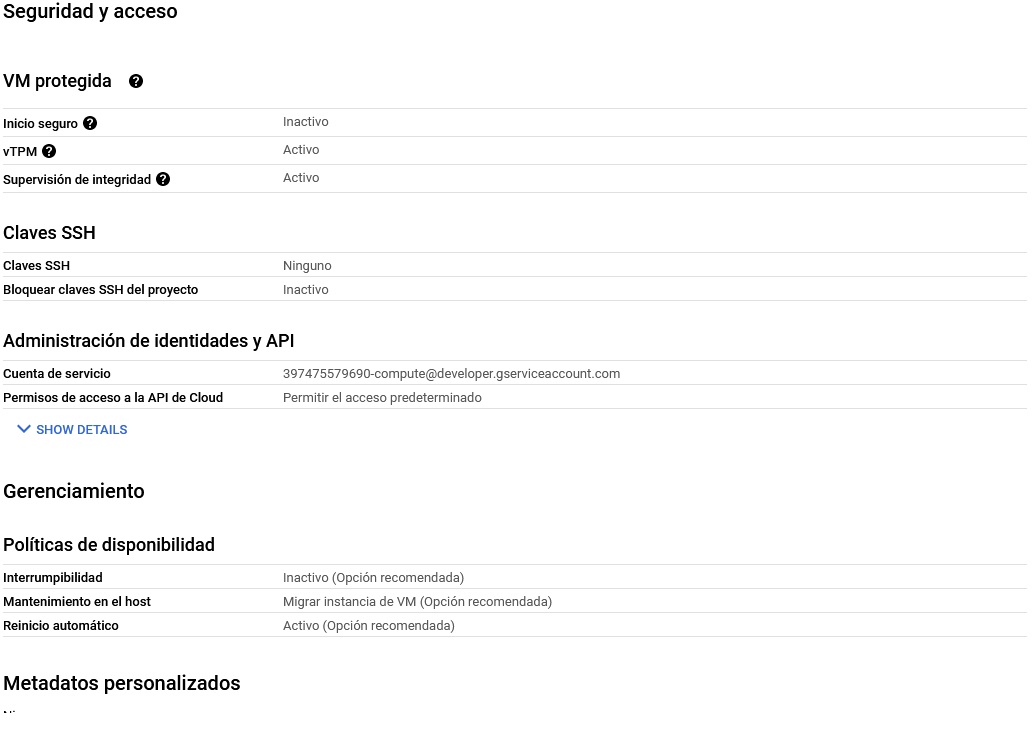 Seguridad y acceso
VM protegida
Inicio seguro Inactivo
vTPM Activo
Supervisión de integridad Activo
Claves SSH
Claves SSH Ninguno
Bloquear claves SSH del proyecto Inactivo
Administración de identidades y API
Cuenta de servicio 397475579690-compute@developer.gserviceaccount.com
Permisos de acceso a la API de Cloud Permitir el acceso predeterminado
SHOW DETAILS
Gerenciamiento
Políticas de disponibilidad
Interrumpibilidad Inactivo (Opción recomendada)
Mantenimiento en el host Migrar instancia de VM (Opción recomendada)
Reinicio automático Activo (Opción recomendada)
Metadatos personalizados